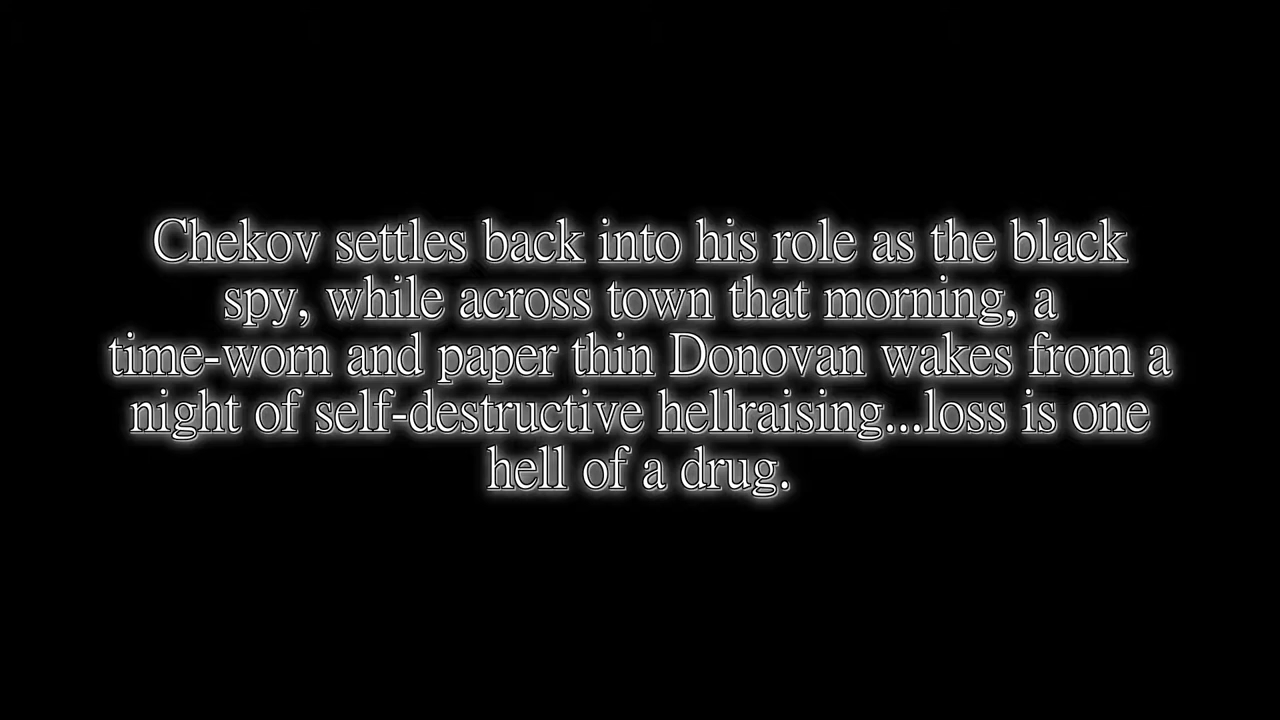 Chekov settles back into his role as the black
spy, while across town that morning, a
time-worn and paper thin Donovan wakes from a
night of self-destructive hellraising...loss is one
hell of a drug.